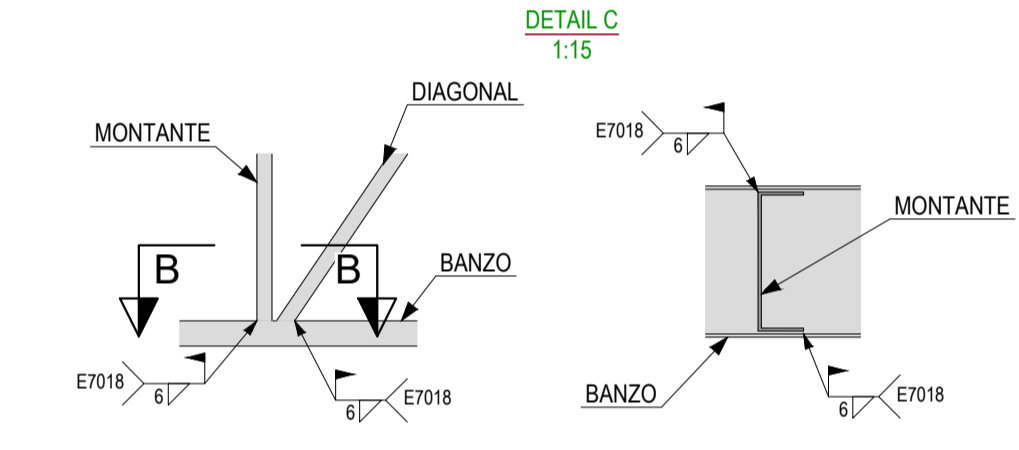 DETAIL C
1:15
DIAGONAL
MONTANTE
B
B
BANZO
E7018
6
6
E7018
E7018
6
MONTANTE
BANZO
6
E7018